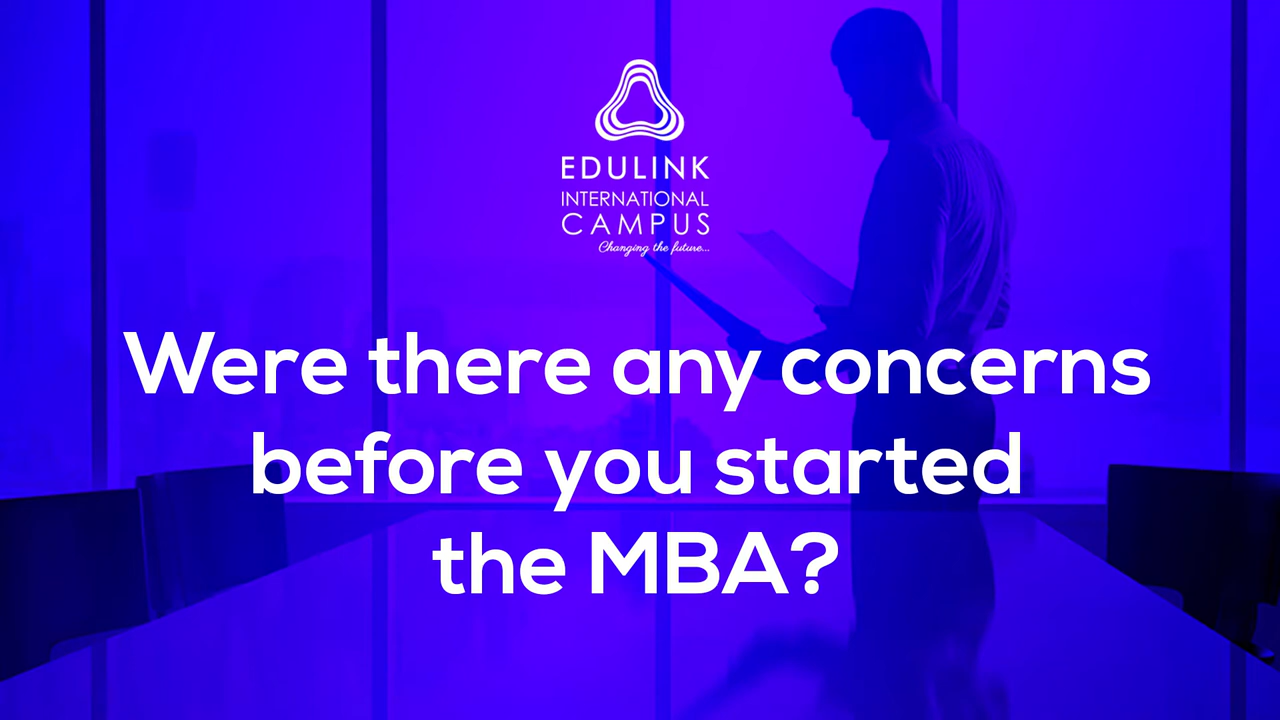 EDULINK
INTERNATIONAL
CAMPUS
Changing the future...
Were there any concerns
before you started
the MBA?